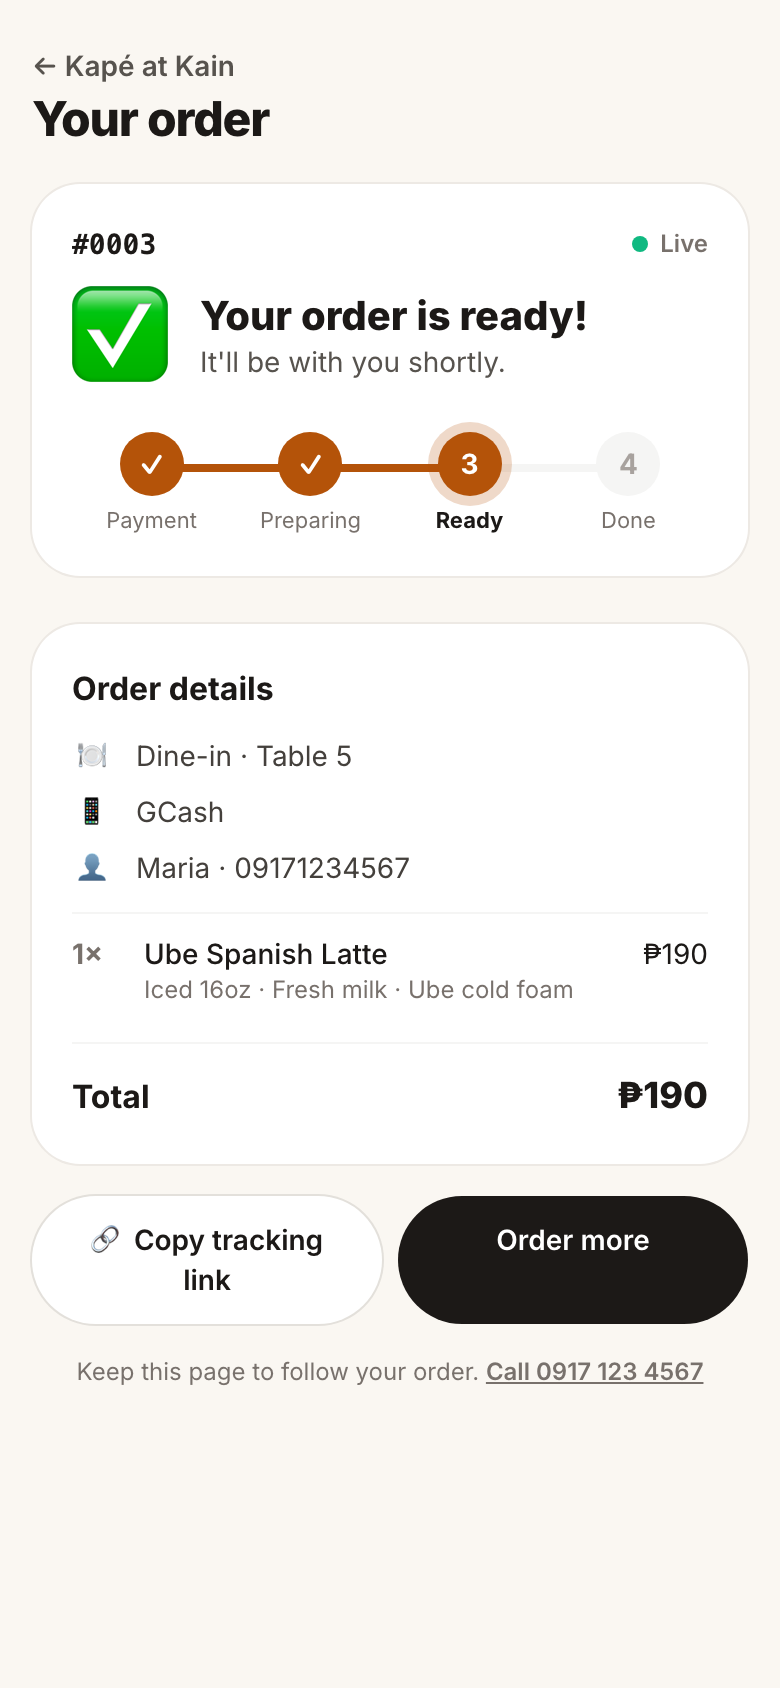 ← Kapé at Kain
Your order
#0003
Live
Your order is ready!
It'll be with you shortly.
3
4
Payment
Preparing
Ready
Done
Order details
Dine-in · Table 5
GCash
Maria · 09171234567
1× Ube Spanish Latte ₱190
Iced 16oz · Fresh milk · Ube cold foam
Total ₱190
Copy tracking
link
Order more
Keep this page to follow your order. Call 0917 123 4567